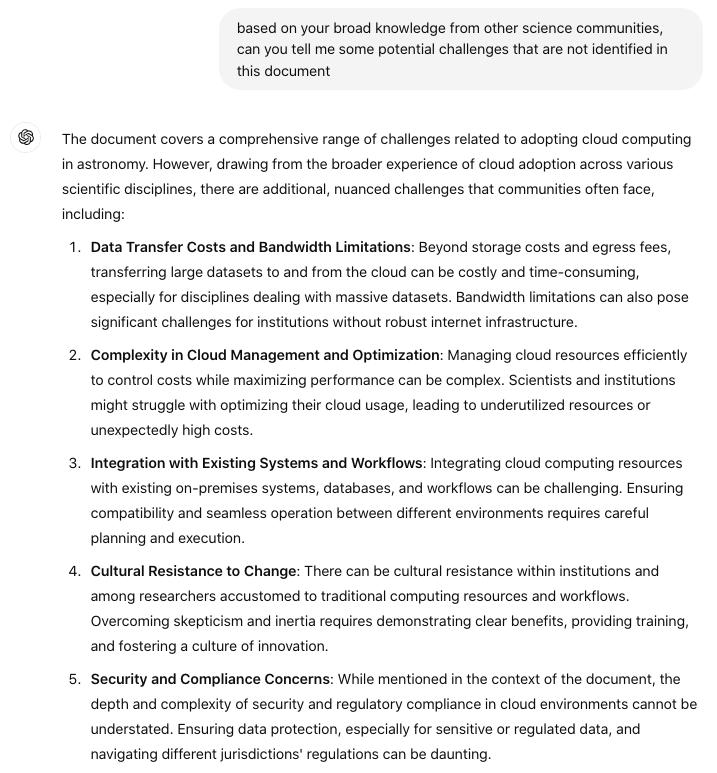 based on your broad knowledge from other science communities,
can you tell me some potential challenges that are not identified in
this document
The document covers a comprehensive range of challenges related to adopting cloud computing
in astronomy. However, drawing from the broader experience of cloud adoption across various
scientific disciplines, there are additional, nuanced challenges that communities often face,
including:
1. Data Transfer Costs and Bandwidth Limitations: Beyond storage costs and egress fees,
transferring large datasets to and from the cloud can be costly and time-consuming,
especially for disciplines dealing with massive datasets. Bandwidth limitations can also pose
significant challenges for institutions without robust internet infrastructure.
2. Complexity in Cloud Management and Optimization: Managing cloud resources efficiently
to control costs while maximizing performance can be complex. Scientists and institutions
might struggle with optimizing their cloud usage, leading to underutilized resources or
unexpectedly high costs.
3. Integration with Existing Systems and Workflows: Integrating cloud computing resources
with existing on-premises systems, databases, and workflows can be challenging. Ensuring
compatibility and seamless operation between different environments requires careful
planning and execution.
4. Cultural Resistance to Change: There can be cultural resistance within institutions and
among researchers accustomed to traditional computing resources and workflows.
Overcoming skepticism and inertia requires demonstrating clear benefits, providing training,
and fostering a culture of innovation.
5. Security and Compliance Concerns: While mentioned in the context of the document, the
depth and complexity of security and regulatory compliance in cloud environments cannot be
understated. Ensuring data protection, especially for sensitive or regulated data, and
navigating different jurisdictions' regulations can be daunting.